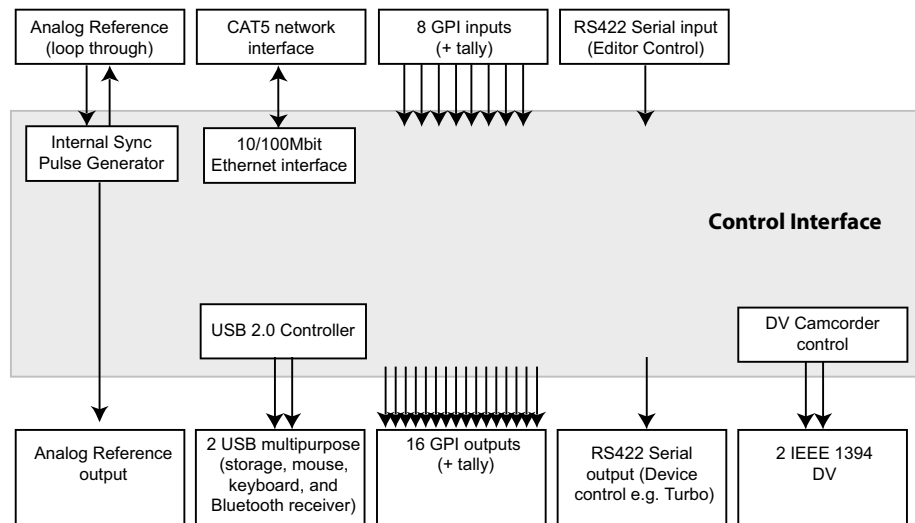 Analog Reference
(loop through)
CAT5 network
interface
8 GPI inputs
(+ tally)
RS422 Serial input
(Editor Control)
Internal Sync
Pulse Generator
10/100Mbit
Ethernet interface
Control Interface
USB 2.0 Controller
DV Camcorder
control
Analog Reference
output
2 USB multipurpose
(storage, mouse,
keyboard, and
Bluetooth receiver)
16 GPI outputs
(+ tally)
RS422 Serial
output (Device
control e.g. Turbo)
2 IEEE 1394
DV